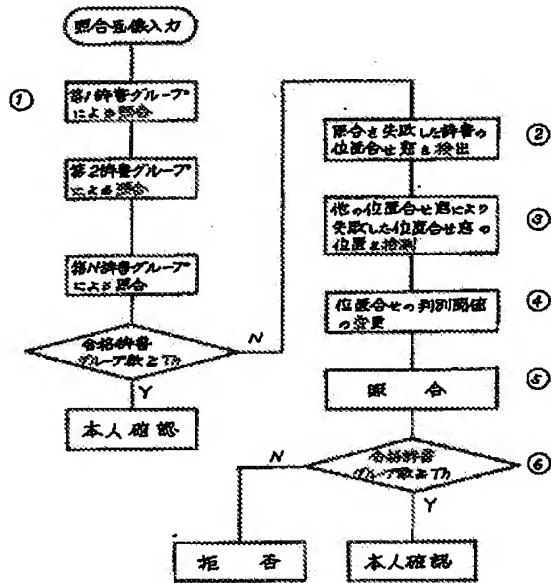 照合画像入力
①
第1辞書グループ
による照合
第2辞書グループ
による照合
第N辞書グループ
による照合
合格辞書
グループ数≧Th
N
Y
本人確認
照合を失敗した辞書の
位置合せ窓を検出
②
他の位置合せ窓により
失敗した位置合せ窓の
位置を推測
③
位置合せの判別閾値
の変更
④
照合
⑤
合格辞書
グループ数≧Th
⑥
N
Y
拒否
本人確認